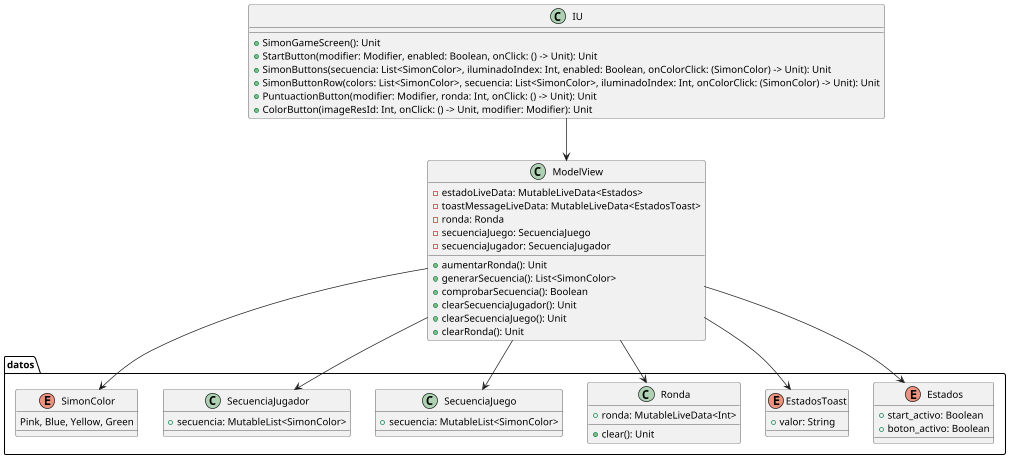 C IU
SimonGameScreen(): Unit
StartButton(modifier: Modifier, enabled: Boolean, onClick: () -> Unit): Unit
SimonButtons(secuencia: List<SimonColor>, iluminadoIndex: Int, enabled: Boolean, onColorClick: (SimonColor) -> Unit): Unit
SimonButtonRow(colors: List<SimonColor>, secuencia: List<SimonColor>, iluminadoIndex: Int, onColorClick: (SimonColor) -> Unit): Unit
PuntuactionButton(modifier: Modifier, ronda: Int, onClick: () -> Unit): Unit
ColorButton(imageResId: Int, onClick: () -> Unit, modifier: Modifier): Unit
C ModelView
estadoLiveData: MutableLiveData<Estados>
toastMessageLiveData: MutableLiveData<EstadosToast>
ronda: Ronda
secuenciaJuego: SecuenciaJuego
secuenciaJugador: SecuenciaJugador
aumentarRonda(): Unit
generarSecuencia(): List<SimonColor>
comprobarSecuencia(): Boolean
clearSecuenciaJugador(): Unit
clearSecuenciaJuego(): Unit
clearRonda(): Unit
datos
E SimonColor
Pink, Blue, Yellow, Green
C SecuenciaJugador
secuencia: MutableList<SimonColor>
C SecuenciaJuego
secuencia: MutableList<SimonColor>
C Ronda
ronda: MutableLiveData<Int>
clear(): Unit
E EstadosToast
valor: String
E Estados
start_activo: Boolean
boton_activo: Boolean